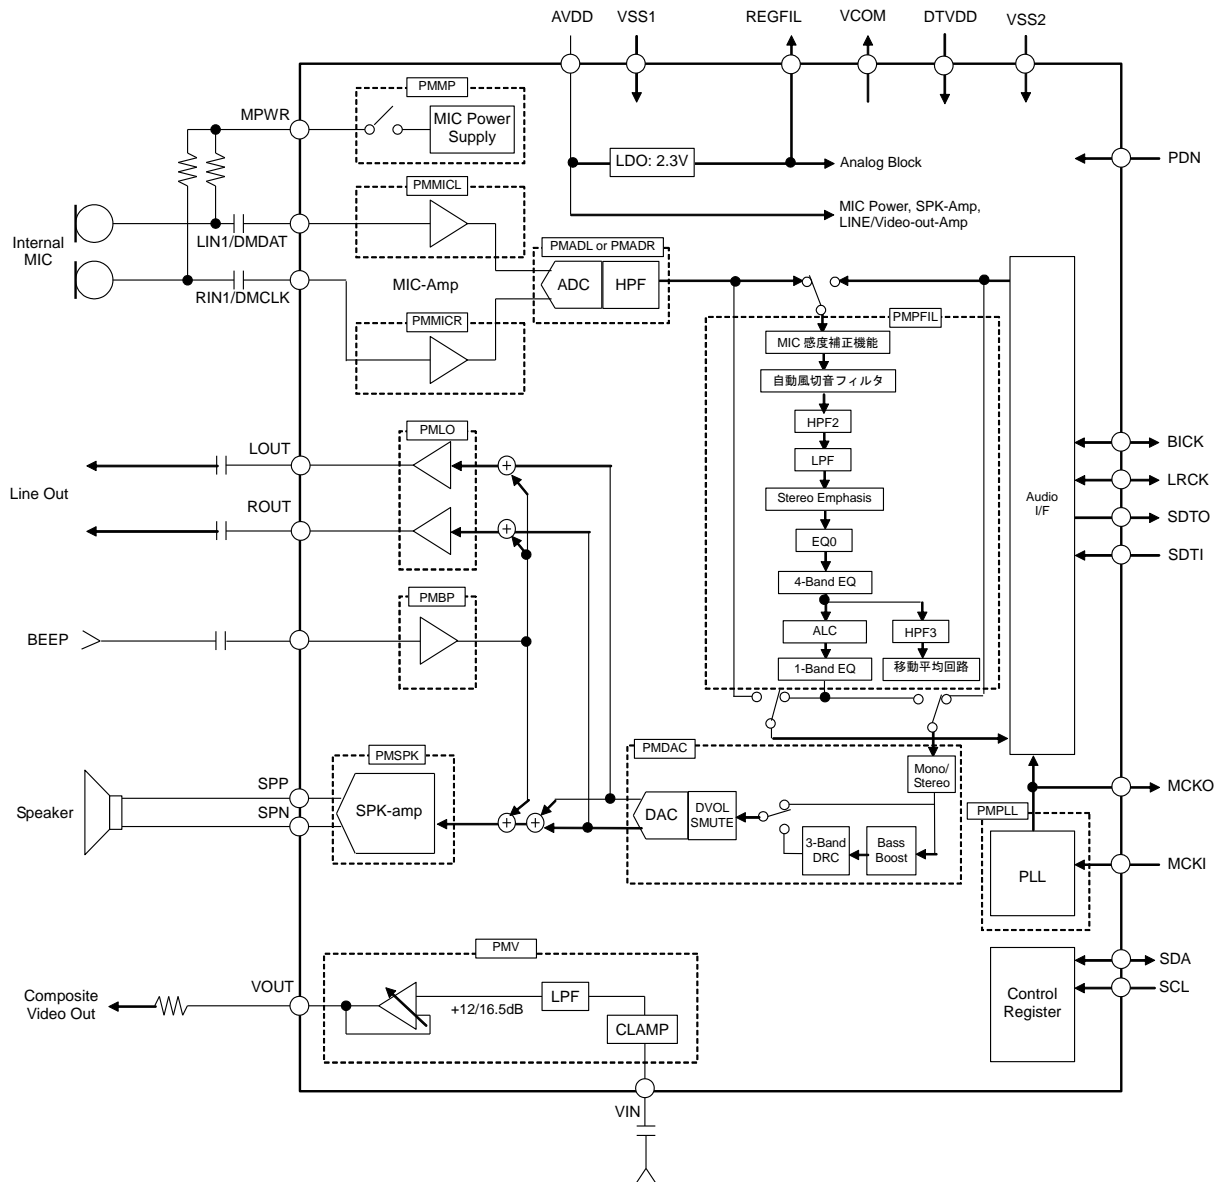 AVDD
VSS1
REGFIL
VCOM
DTVDD
VSS2
PMMP
MPWR
MIC Power
Supply
LDO: 2.3V
Analog Block
PDN
PMMICL
MIC Power, SPK-Amp,
LINE/Video-out-Amp
Internal
MIC
LIN1/DMDAT
PMADL or PMADR
MIC-Amp
ADC
HPF
RIN1/DMCLK
PMMICR
PMPFIL
MIC 感度補正機能
自動風切音フィルタ
HPF2
LPF
Stereo Emphasis
EQ0
4-Band EQ
ALC
HPF3
1-Band EQ
移動平均回路
Audio
I/F
BICK
LRCK
SDTO
SDTI
PMLO
LOUT
Line Out
ROUT
PMBP
BEEP
PMSPK
PMDAC
Mono/
Stereo
SPP
Speaker
SPN
SPK-amp
DAC
DVOL
SMUTE
3-Band
DRC
Bass
Boost
MCKO
PMPLL
PLL
MCKI
PMV
VOUT
Composite
Video Out
+12/16.5dB
LPF
CLAMP
Control
Register
SDA
SCL
VIN